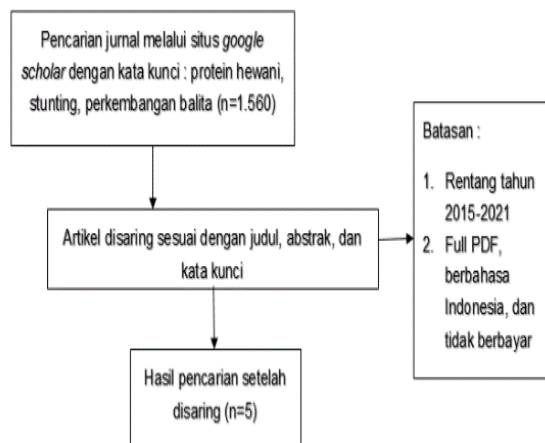 Pencarian jurnal melalui situs google
scholar dengan kata kunci : protein hewani,
stunting, perkembangan balita (n=1.560)
Batasan :
1. Rentang tahun
2015-2021
2. Full PDF,
berbahasa
Indonesia, dan
tidak berbayar
Artikel disaring sesuai dengan judul, abstrak, dan
kata kunci
Hasil pencarian setelah
disaring (n=5)